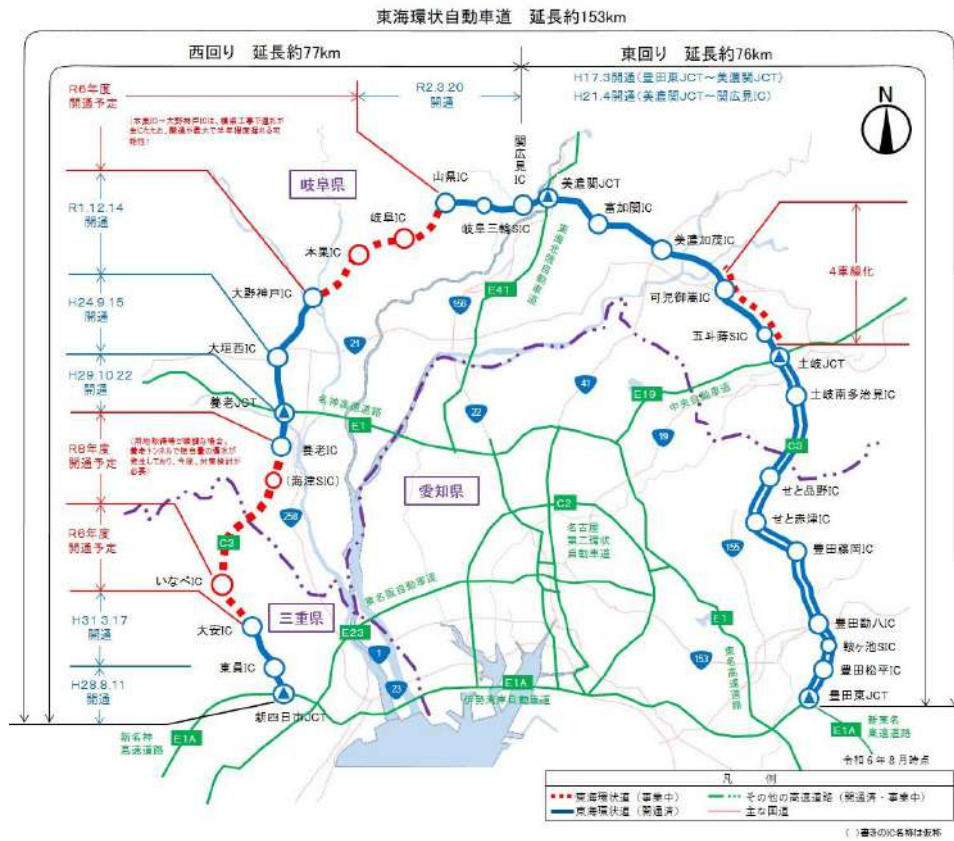 東海環状自動車道 延長約153km
西回り 延長約77km
東回り 延長約76km
R6年度
開通予定
R2.3.20
開通
H17.3開通(豊田東JCT~美濃関JCT)
H21.4開通(美濃関JCT~関広見IC)
N
R1.12.14
開通
H24.9.15
開通
H29.10.22
開通
R8年度
開通予定
R6年度
開通予定
H31.3.17
開通
H28.8.11
開通
岐阜県
愛知県
三重県
山県IC
岐阜三輪SIC
関広見IC
美濃関JCT
富加関IC
美濃加茂IC
4車線化
可児御嵩IC
五斗蒔SIC
土岐JCT
土岐南多治見IC
せと品野IC
せと赤津IC
豊田藤岡IC
豊田勘八IC
鞍ヶ池SIC
豊田松平IC
豊田東JCT
岐阜IC
本巣IC
大野神戸IC
大垣西IC
養老JCT
養老IC
(海津SIC)
いなべIC
大安IC
東員IC
新四日市JCT
東海北陸自動車道
名神高速道路
中央自動車道
名古屋
第二環状
自動車道
東名阪自動車道
東名高速道路
伊勢湾岸自動車道
新名神
高速道路
新東名
高速道路
E41
E19
E1
C3
C2
C3
E23
E1
E1A
E1A
E1A
156
21
41
22
19
258
155
153
1
23
令和6年8月時点
凡 例
東海環状道(事業中)
その他の高速道路(開通済・事業中)
東海環状道(開通済)
主な国道
( )書きのIC名称は仮称